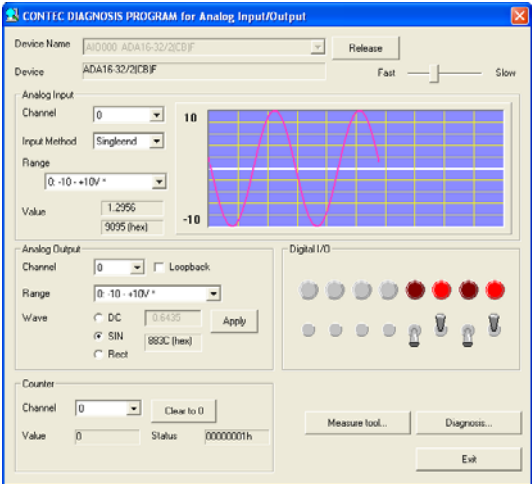 CONTEC DIAGNOSIS PROGRAM for Analog Input/Output
Device Name AIO000 ADA16-32/2(CB)F Release
Device ADA16-32/2(CB)F Fast Slow
Analog Input
Channel 0
Input Method Singleend
Range
0: -10 - +10V *
Value 1.2956
9095 (hex)
10
-10
Analog Output
Channel 0 Loopback
Range 0: -10 - +10V *
Wave DC 0.6435 Apply
SIN 883C (hex)
Rect
Digital I/O
Counter
Channel 0 Clear to 0
Value 0 Status 00000001h
Measure tool... Diagnosis...
Exit